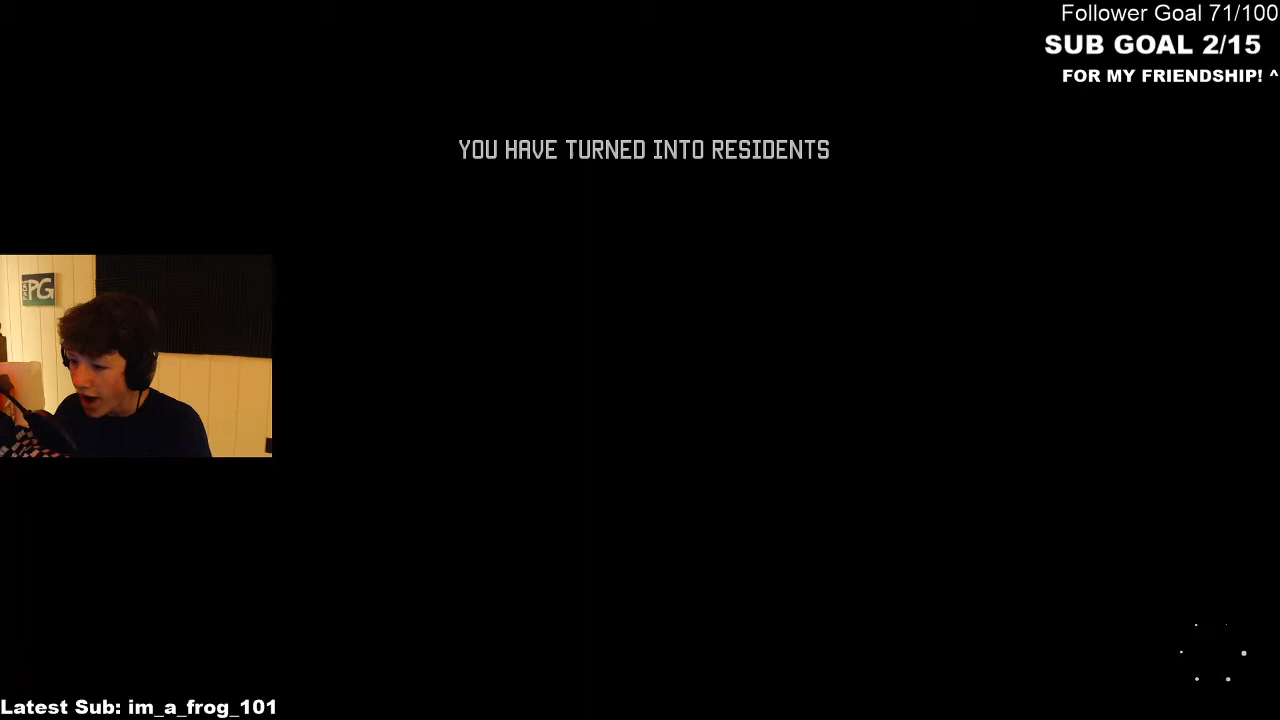 Follower Goal 71/100
SUB GOAL 2/15
FOR MY FRIENDSHIP! ^
YOU HAVE TURNED INTO RESIDENTS
PG
Latest Sub: im_a_frog_101